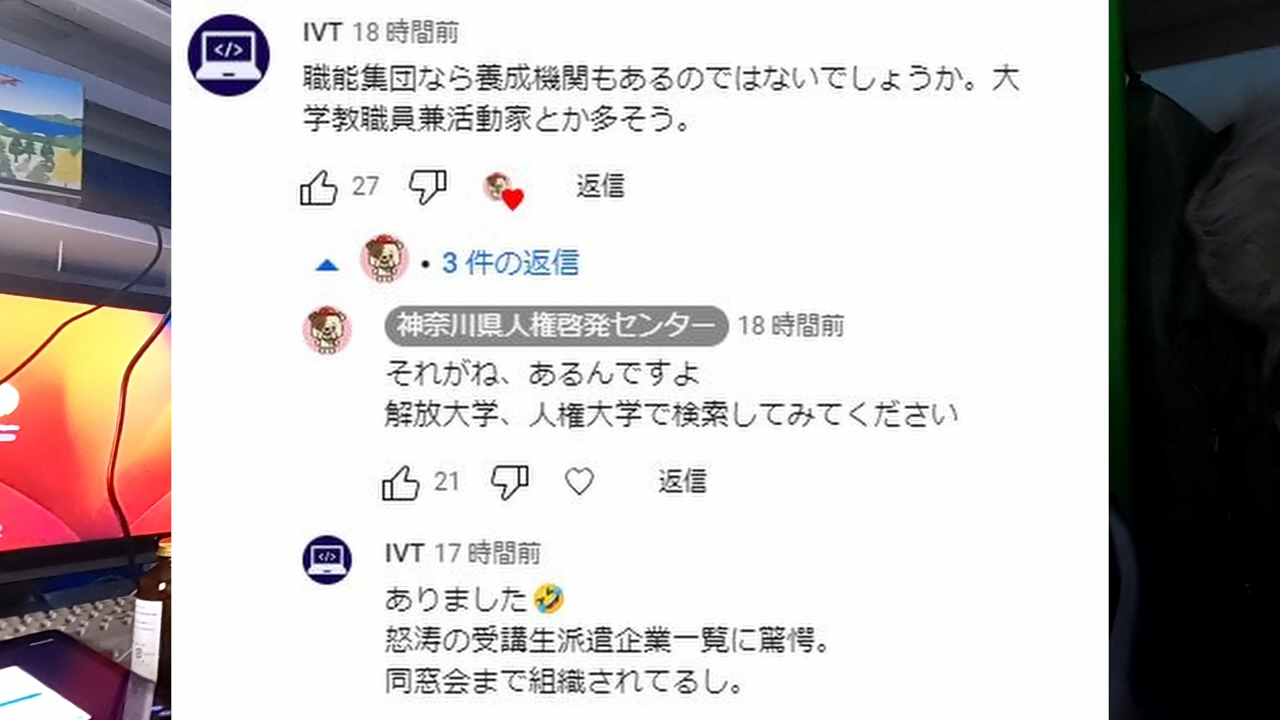 IVT 18 時間前
職能集団なら養成機関もあるのではないでしょうか。大
学教職員兼活動家とか多そう。
27 返信
• 3 件の返信
神奈川県人権啓発センター 18 時間前
それがね、あるんですよ
解放大学、人権大学で検索してみてください
21 返信
IVT 17 時間前
ありました🤣
怒涛の受講生派遣企業一覧に驚愕。
同窓会まで組織されてるし。